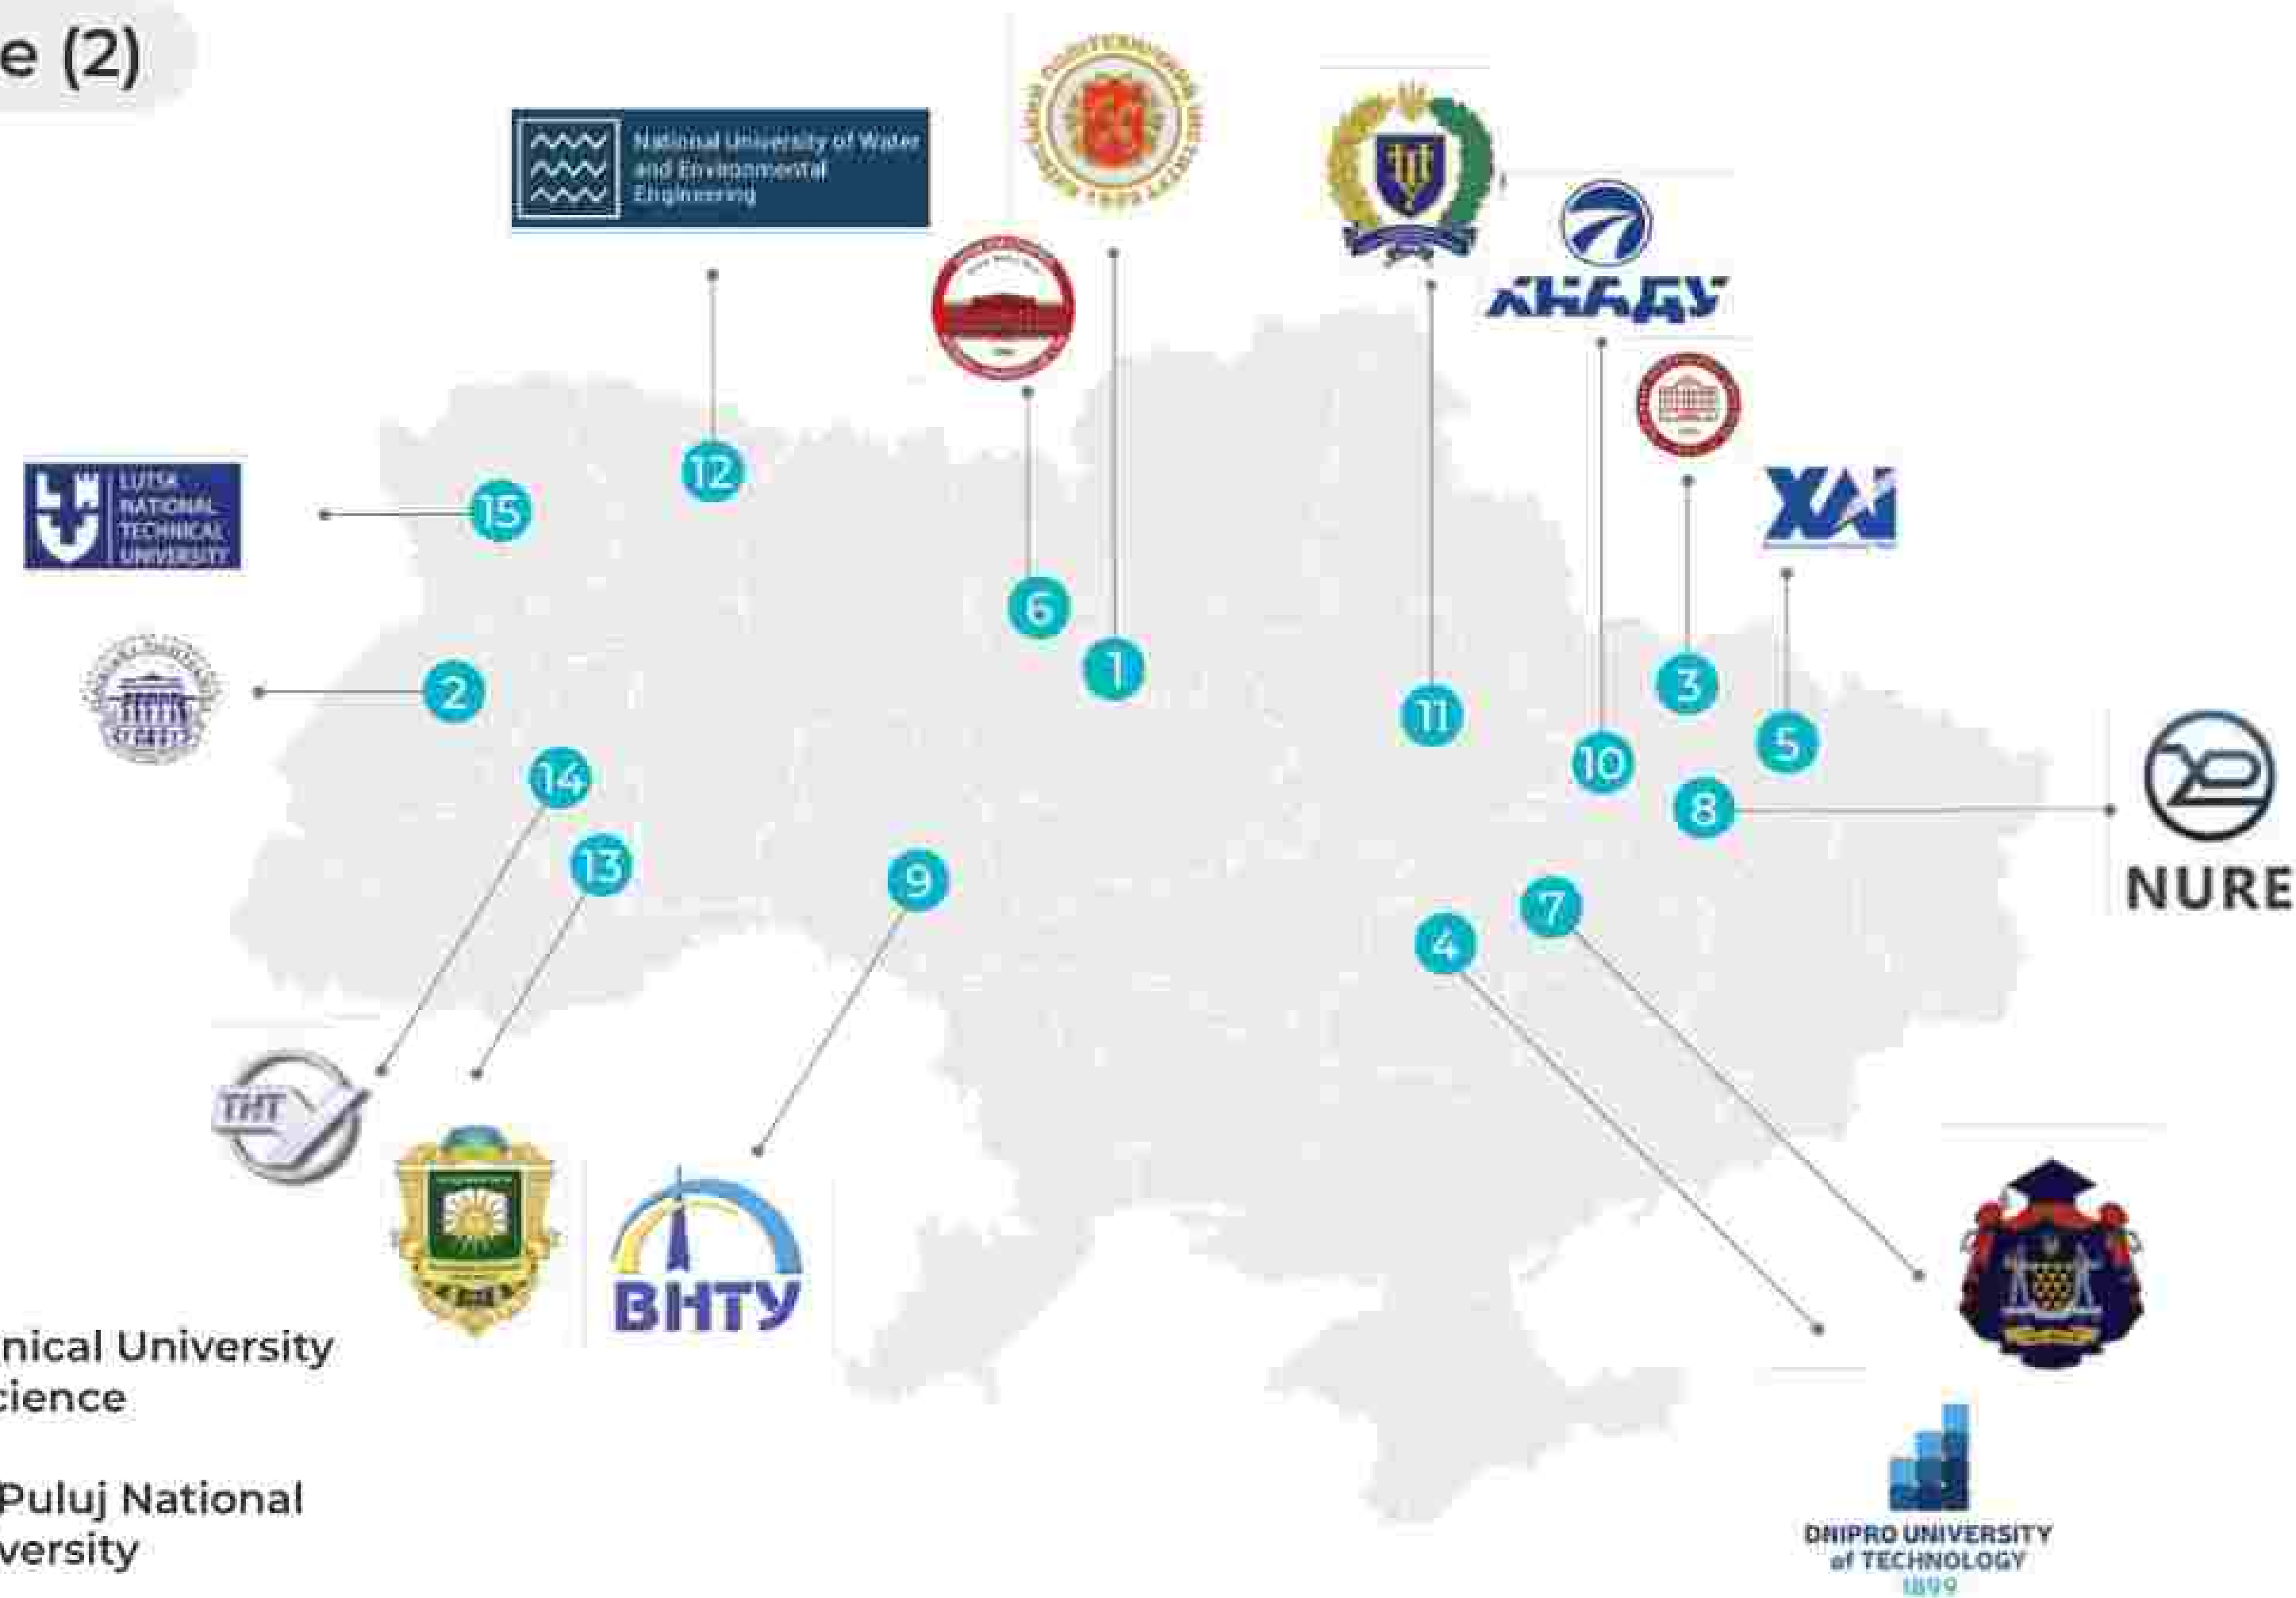 e (2)
National University of Water
and Environmental
Engineering
ХНАДУ
LUTSK
NATIONAL
TECHNICAL
UNIVERSITY
ХАІ
12
15
6
1
2
3
11
5
10
14
8
13
9
7
4
NURE
ТНТУ
ВНТУ
nical University
cience
Puluj National
versity
DNIPRO UNIVERSITY
of TECHNOLOGY
1899